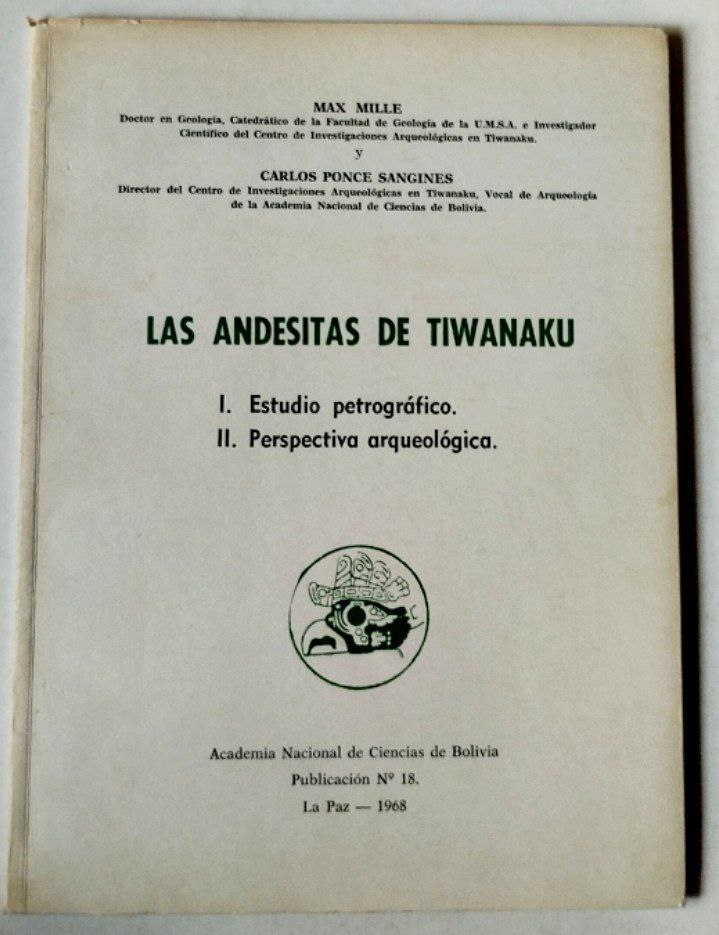 MAX MILLE
Doctor en Geología, Catedrático de la Facultad de Geología de la U.M.S.A. e Investigador
Científico del Centro de Investigaciones Arqueológicas en Tiwanaku.
y
CARLOS PONCE SANGINES
Director del Centro de Investigaciones Arqueológicas en Tiwanaku, Vocal de Arqueología
de la Academia Nacional de Ciencias de Bolivia.
LAS ANDESITAS DE TIWANAKU
I. Estudio petrográfico.
II. Perspectiva arqueológica.
Academia Nacional de Ciencias de Bolivia
Publicación Nº 18.
La Paz — 1968